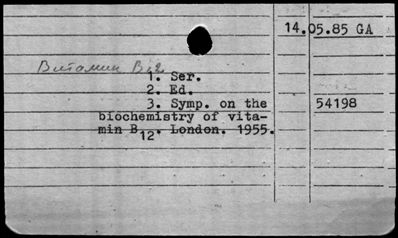 14.05.85 GA
Витамин B12
1. Ser.
2. Ed.
3. Symp. on the
54198
biochemistry of vita-
min B12. London. 1955.